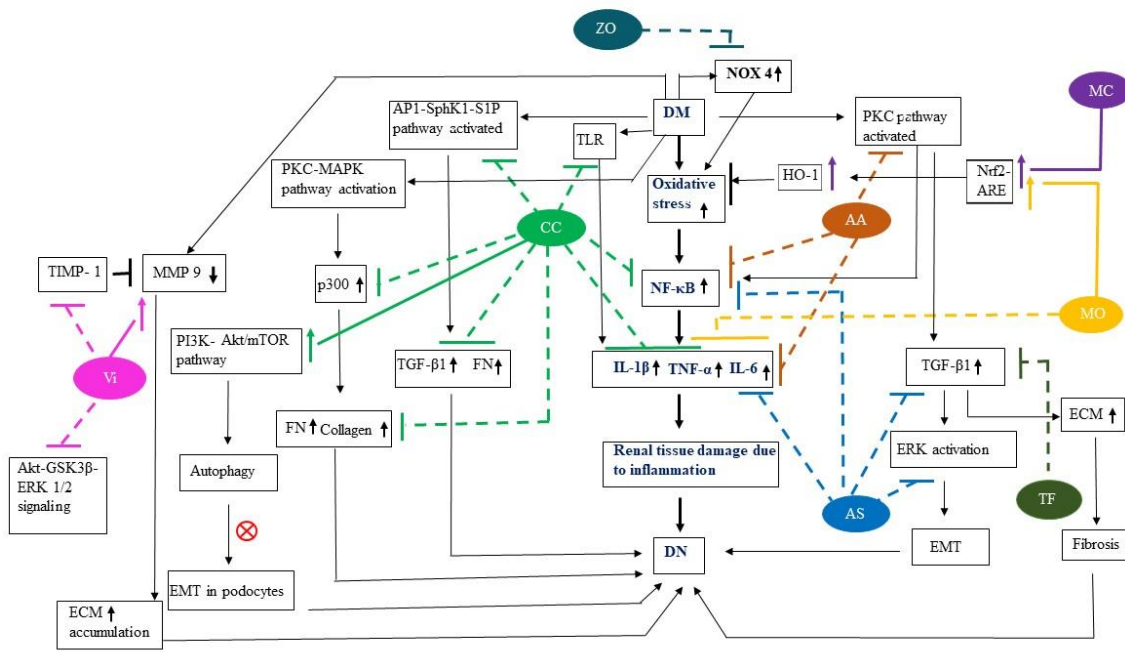 ZO
NOX 4
MC
AP1-SphK1-S1P
pathway activated
DM
PKC pathway
activated
TLR
PKC-MAPK
pathway activation
HO-1
Nrf2-
ARE
Oxidative
stress
CC
AA
TIMP- 1
MMP 9
p300
NF-κB
MO
PI3K- Akt/mTOR
pathway
TGF-β1 FN
IL-1β TNF-α IL-6
TGF-β1
Vi
FN Collagen
ECM
Renal tissue damage due
to inflammation
ERK activation
Akt-GSK3β-
ERK 1/2
signaling
Autophagy
AS
TF
DN
EMT
Fibrosis
EMT in podocytes
ECM
accumulation